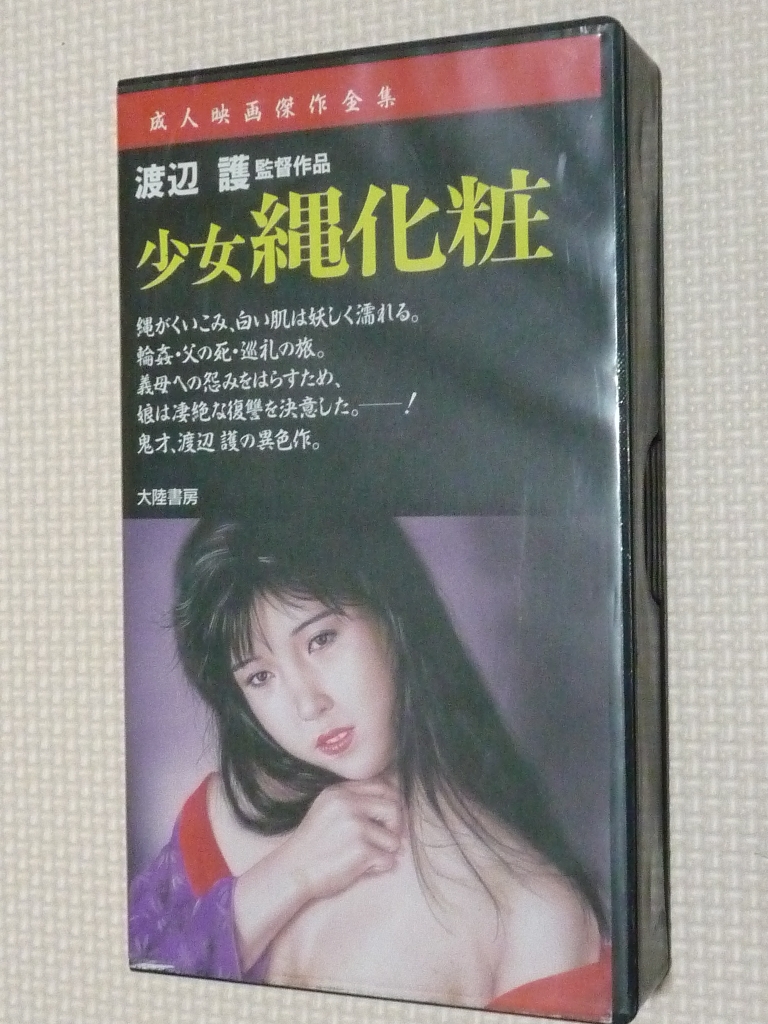 成人映画傑作全集
渡辺 護監督作品
少女縄化粧
縄がくいこみ、白い肌は妖しく濡れる。
輪姦・父の死・巡礼の旅。
義母への怨みをはらすため、
娘は凄絶な復讐を決意した。――!
鬼才、渡辺 護の異色作。
大陸書房